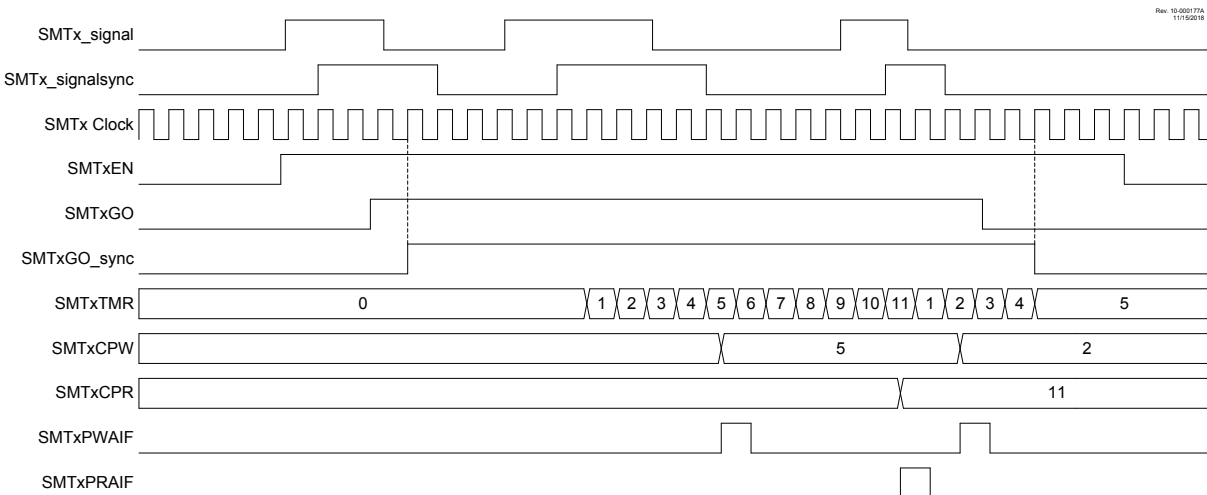 Rev. 10-000177A
11/15/2018
SMTx_signal
SMTx_signalsync
SMTx Clock
SMTxEN
SMTxGO
SMTxGO_sync
SMTxTMR 0 1 2 3 4 5 6 7 8 9 10 11 1 2 3 4 5
SMTxCPW 5 2
SMTxCPR 11
SMTxPWAIF
SMTxPRAIF